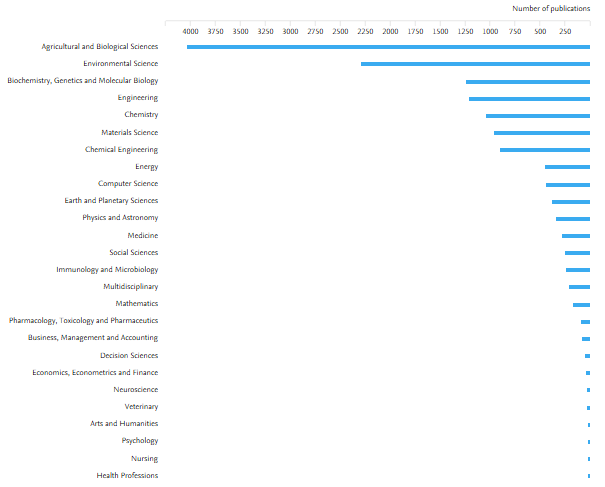 Number of publications
4000 3750 3500 3250 3000 2750 2500 2250 2000 1750 1500 1250 1000 750 500 250
Agricultural and Biological Sciences
Environmental Science
Biochemistry, Genetics and Molecular Biology
Engineering
Chemistry
Materials Science
Chemical Engineering
Energy
Computer Science
Earth and Planetary Sciences
Physics and Astronomy
Medicine
Social Sciences
Immunology and Microbiology
Multidisciplinary
Mathematics
Pharmacology, Toxicology and Pharmaceutics
Business, Management and Accounting
Decision Sciences
Economics, Econometrics and Finance
Neuroscience
Veterinary
Arts and Humanities
Psychology
Nursing
Health Professions